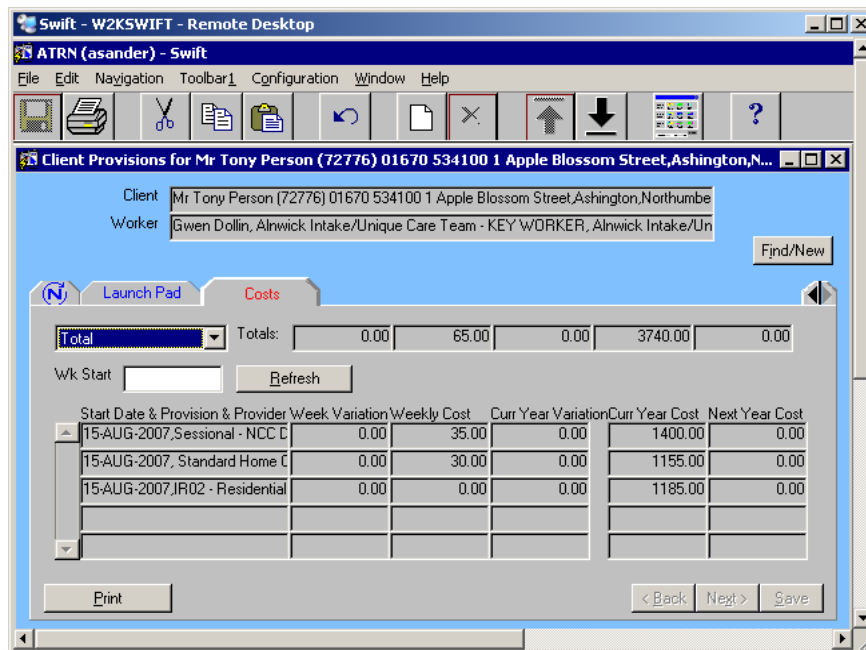 Swift - W2KSWIFT - Remote Desktop
ATRN (asander) - Swift
File Edit Navigation Toolbar1 Configuration Window Help
?
Client Provisions for Mr Tony Person (72776) 01670 534100 1 Apple Blossom Street,Ashington,N...
Client Mr Tony Person (72776) 01670 534100 1 Apple Blossom Street,Ashington,Northumbe
Worker Gwen Dollin, Alnwick Intake/Unique Care Team - KEY WORKER, Alnwick Intake/Un
Find/New
N Launch Pad Costs
Total Totals: 0.00 65.00 0.00 3740.00 0.00
Wk Start Refresh
Start Date & Provision & Provider Week Variation Weekly Cost Curr Year Variation Curr Year Cost Next Year Cost
15-AUG-2007,Sessional - NCC D 0.00 35.00 0.00 1400.00 0.00
15-AUG-2007, Standard Home C 0.00 30.00 0.00 1155.00 0.00
15-AUG-2007,IR02 - Residential 0.00 0.00 0.00 1185.00 0.00
Print < Back Next > Save